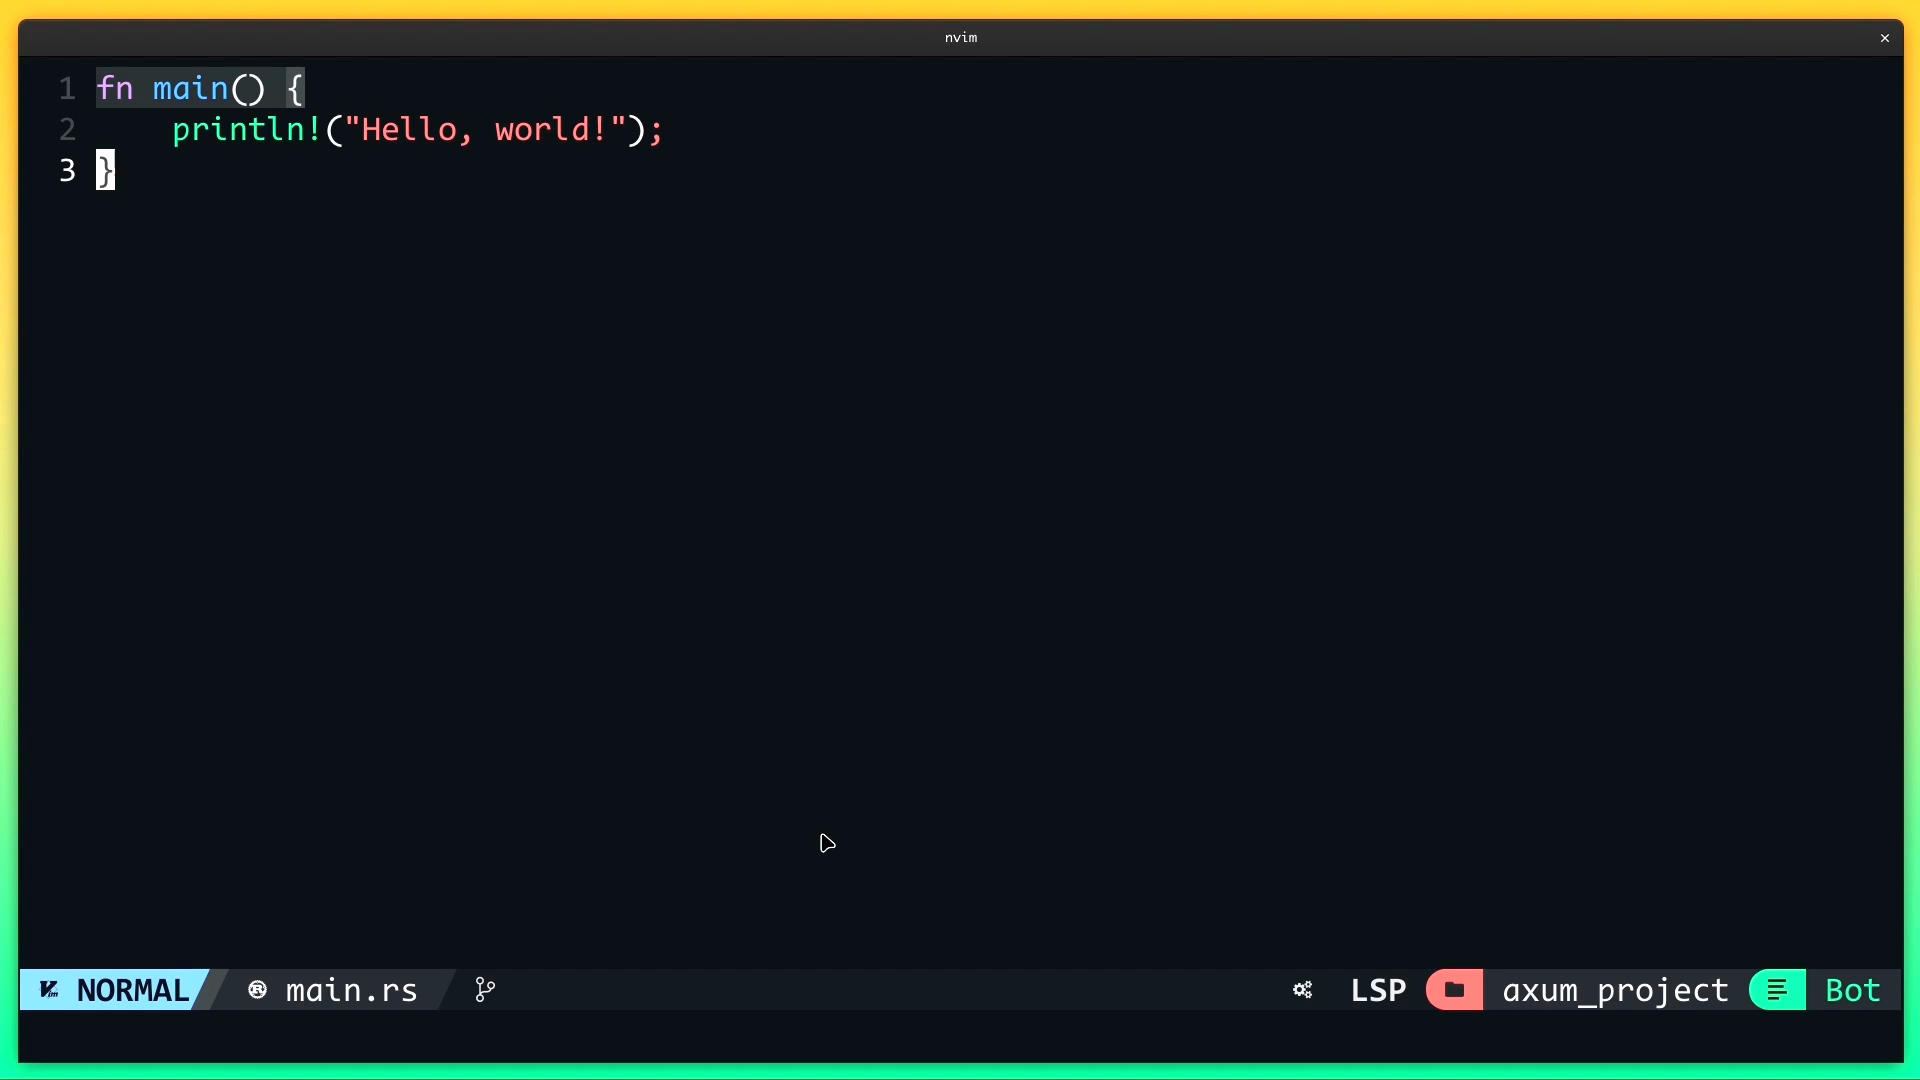 nvim
1 fn main() {
2     println!("Hello, world!");
3 }
NORMAL main.rs LSP axum_project Bot